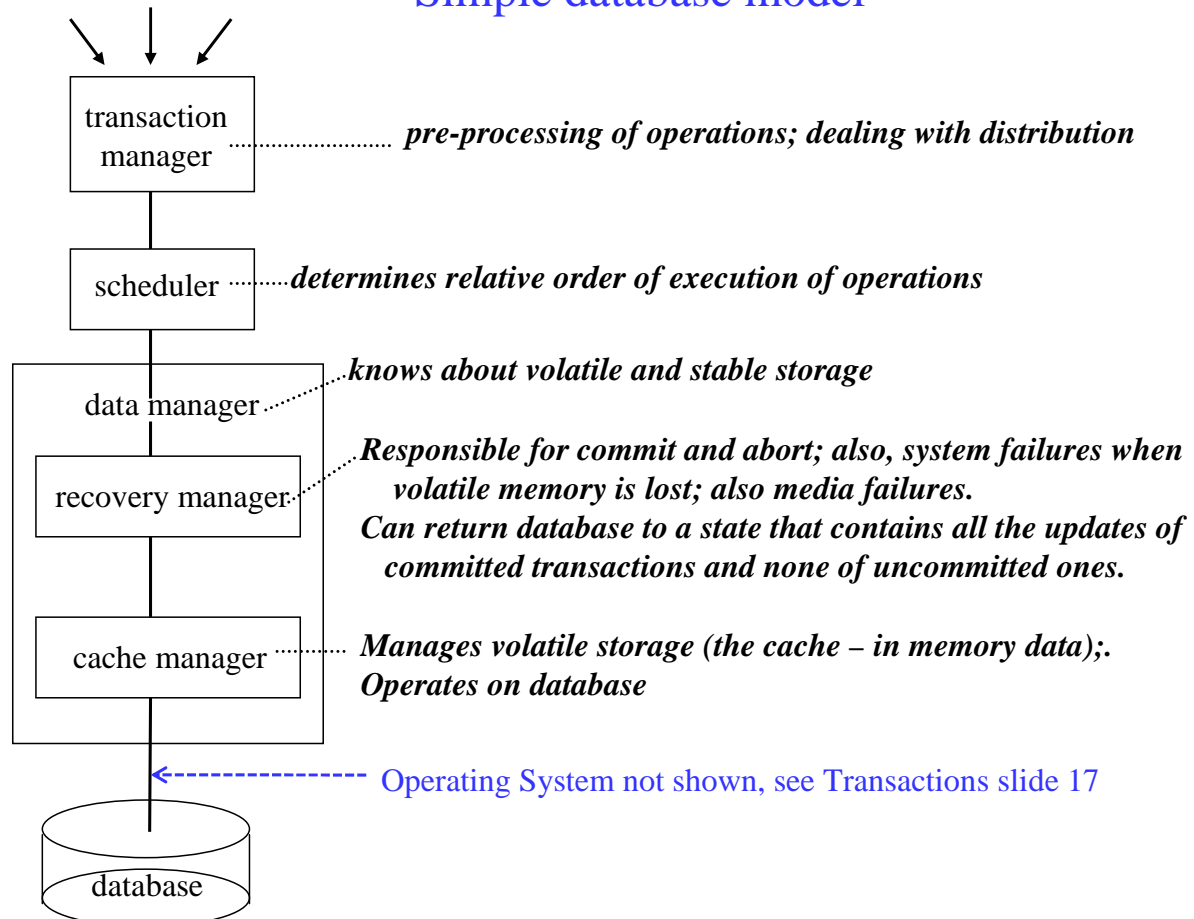 Simple database model
transaction
manager
pre-processing of operations; dealing with distribution
scheduler
determines relative order of execution of operations
knows about volatile and stable storage
data manager
Responsible for commit and abort; also, system failures when
volatile memory is lost; also media failures.
recovery manager
Can return database to a state that contains all the updates of
committed transactions and none of uncommitted ones.
cache manager
Manages volatile storage (the cache – in memory data);.
Operates on database
Operating System not shown, see Transactions slide 17
database